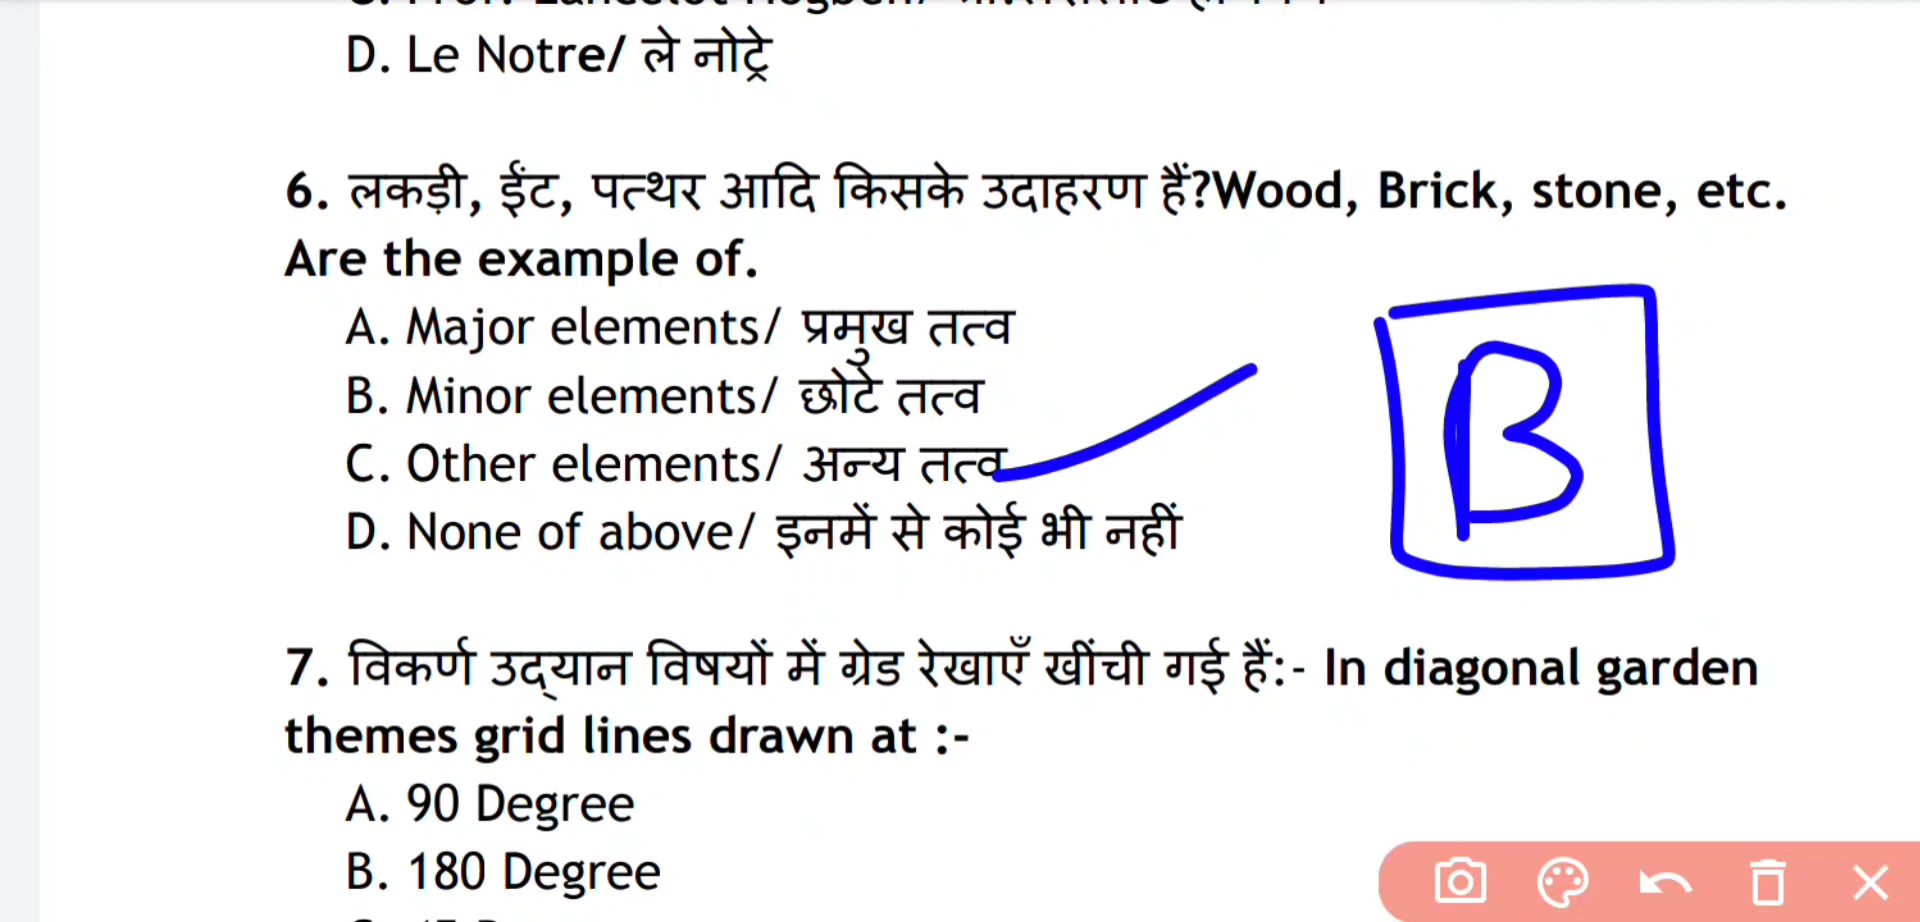 D. Le Notre/ ले नोट्रे
6. लकड़ी, ईंट, पत्थर आदि किसके उदाहरण हैं?Wood, Brick, stone, etc.
Are the example of.
A. Major elements/ प्रमुख तत्व
B. Minor elements/ छोटे तत्व
C. Other elements/ अन्य तत्व
D. None of above/ इनमें से कोई भी नहीं
B
7. विकर्ण उद्यान विषयों में ग्रेड रेखाएँ खींची गई हैं:- In diagonal garden
themes grid lines drawn at :-
A. 90 Degree
B. 180 Degree